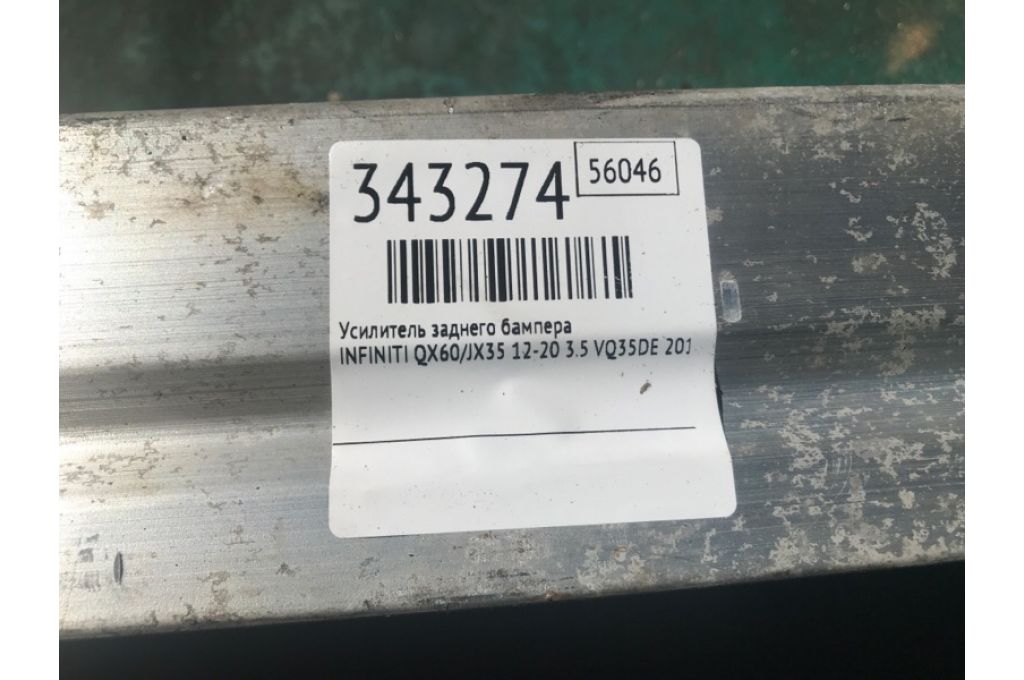 343274
56046
Усилитель заднего бампера
INFINITI QX60/JX35 12-20 3.5 VQ35DE 201